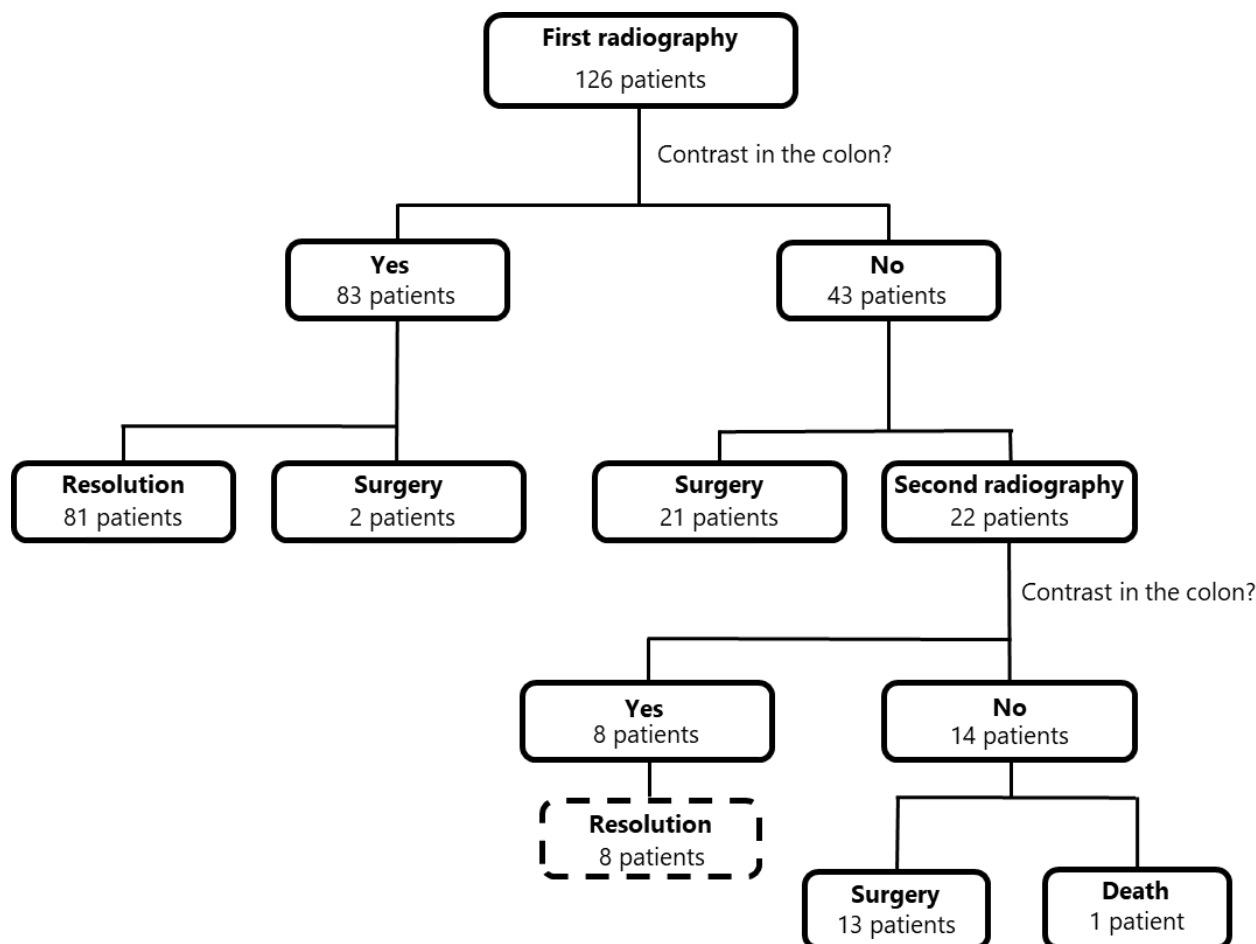 First radiography
126 patients
Contrast in the colon?
Yes
83 patients
No
43 patients
Resolution
81 patients
Surgery
2 patients
Surgery
21 patients
Second radiography
22 patients
Contrast in the colon?
Yes
8 patients
No
14 patients
Resolution
8 patients
Surgery
13 patients
Death
1 patient